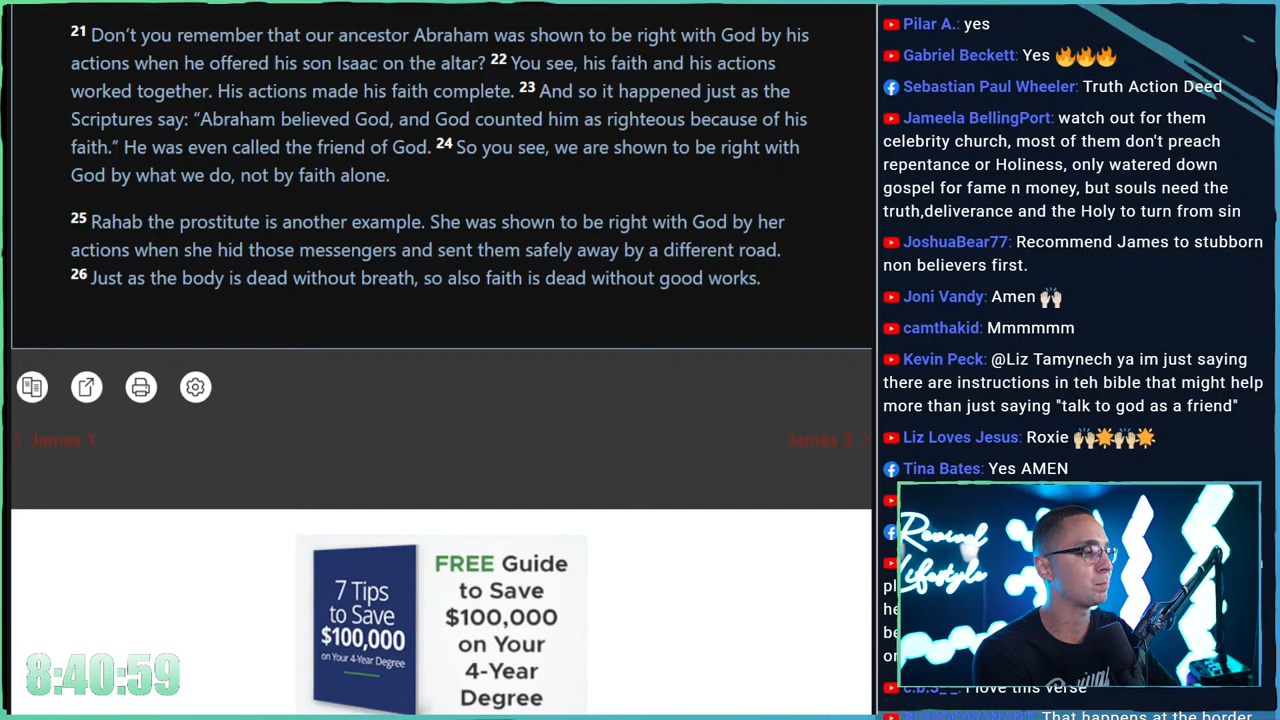 21 Don't you remember that our ancestor Abraham was shown to be right with God by his
actions when he offered his son Isaac on the altar? 22 You see, his faith and his actions
worked together. His actions made his faith complete. 23 And so it happened just as the
Scriptures say: “Abraham believed God, and God counted him as righteous because of his
faith.” He was even called the friend of God. 24 So you see, we are shown to be right with
God by what we do, not by faith alone.
25 Rahab the prostitute is another example. She was shown to be right with God by her
actions when she hid those messengers and sent them safely away by a different road.
26 Just as the body is dead without breath, so also faith is dead without good works.
< James 1
James 3 >
7 Tips
to Save
$100,000
on Your 4-Year Degree
FREE Guide
to Save
$100,000
on Your
4-Year
Degree
8:40:59
Pilar A.: yes
Gabriel Beckett: Yes 🔥🔥🔥
Sebastian Paul Wheeler: Truth Action Deed
Jameela BellingPort: watch out for them
celebrity church, most of them don't preach
repentance or Holiness, only watered down
gospel for fame n money, but souls need the
truth,deliverance and the Holy to turn from sin
JoshuaBear77: Recommend James to stubborn
non believers first.
Joni Vandy: Amen 🙌🏻
camthakid: Mmmmmm
Kevin Peck: @Liz Tamynech ya im just saying
there are instructions in teh bible that might help
more than just saying "talk to god as a friend"
Liz Loves Jesus: Roxie 🙌🏼🌟🙌🏼🌟
Tina Bates: Yes AMEN
Revival
Lifestyle
Revival
I love this verse
That happens at the border